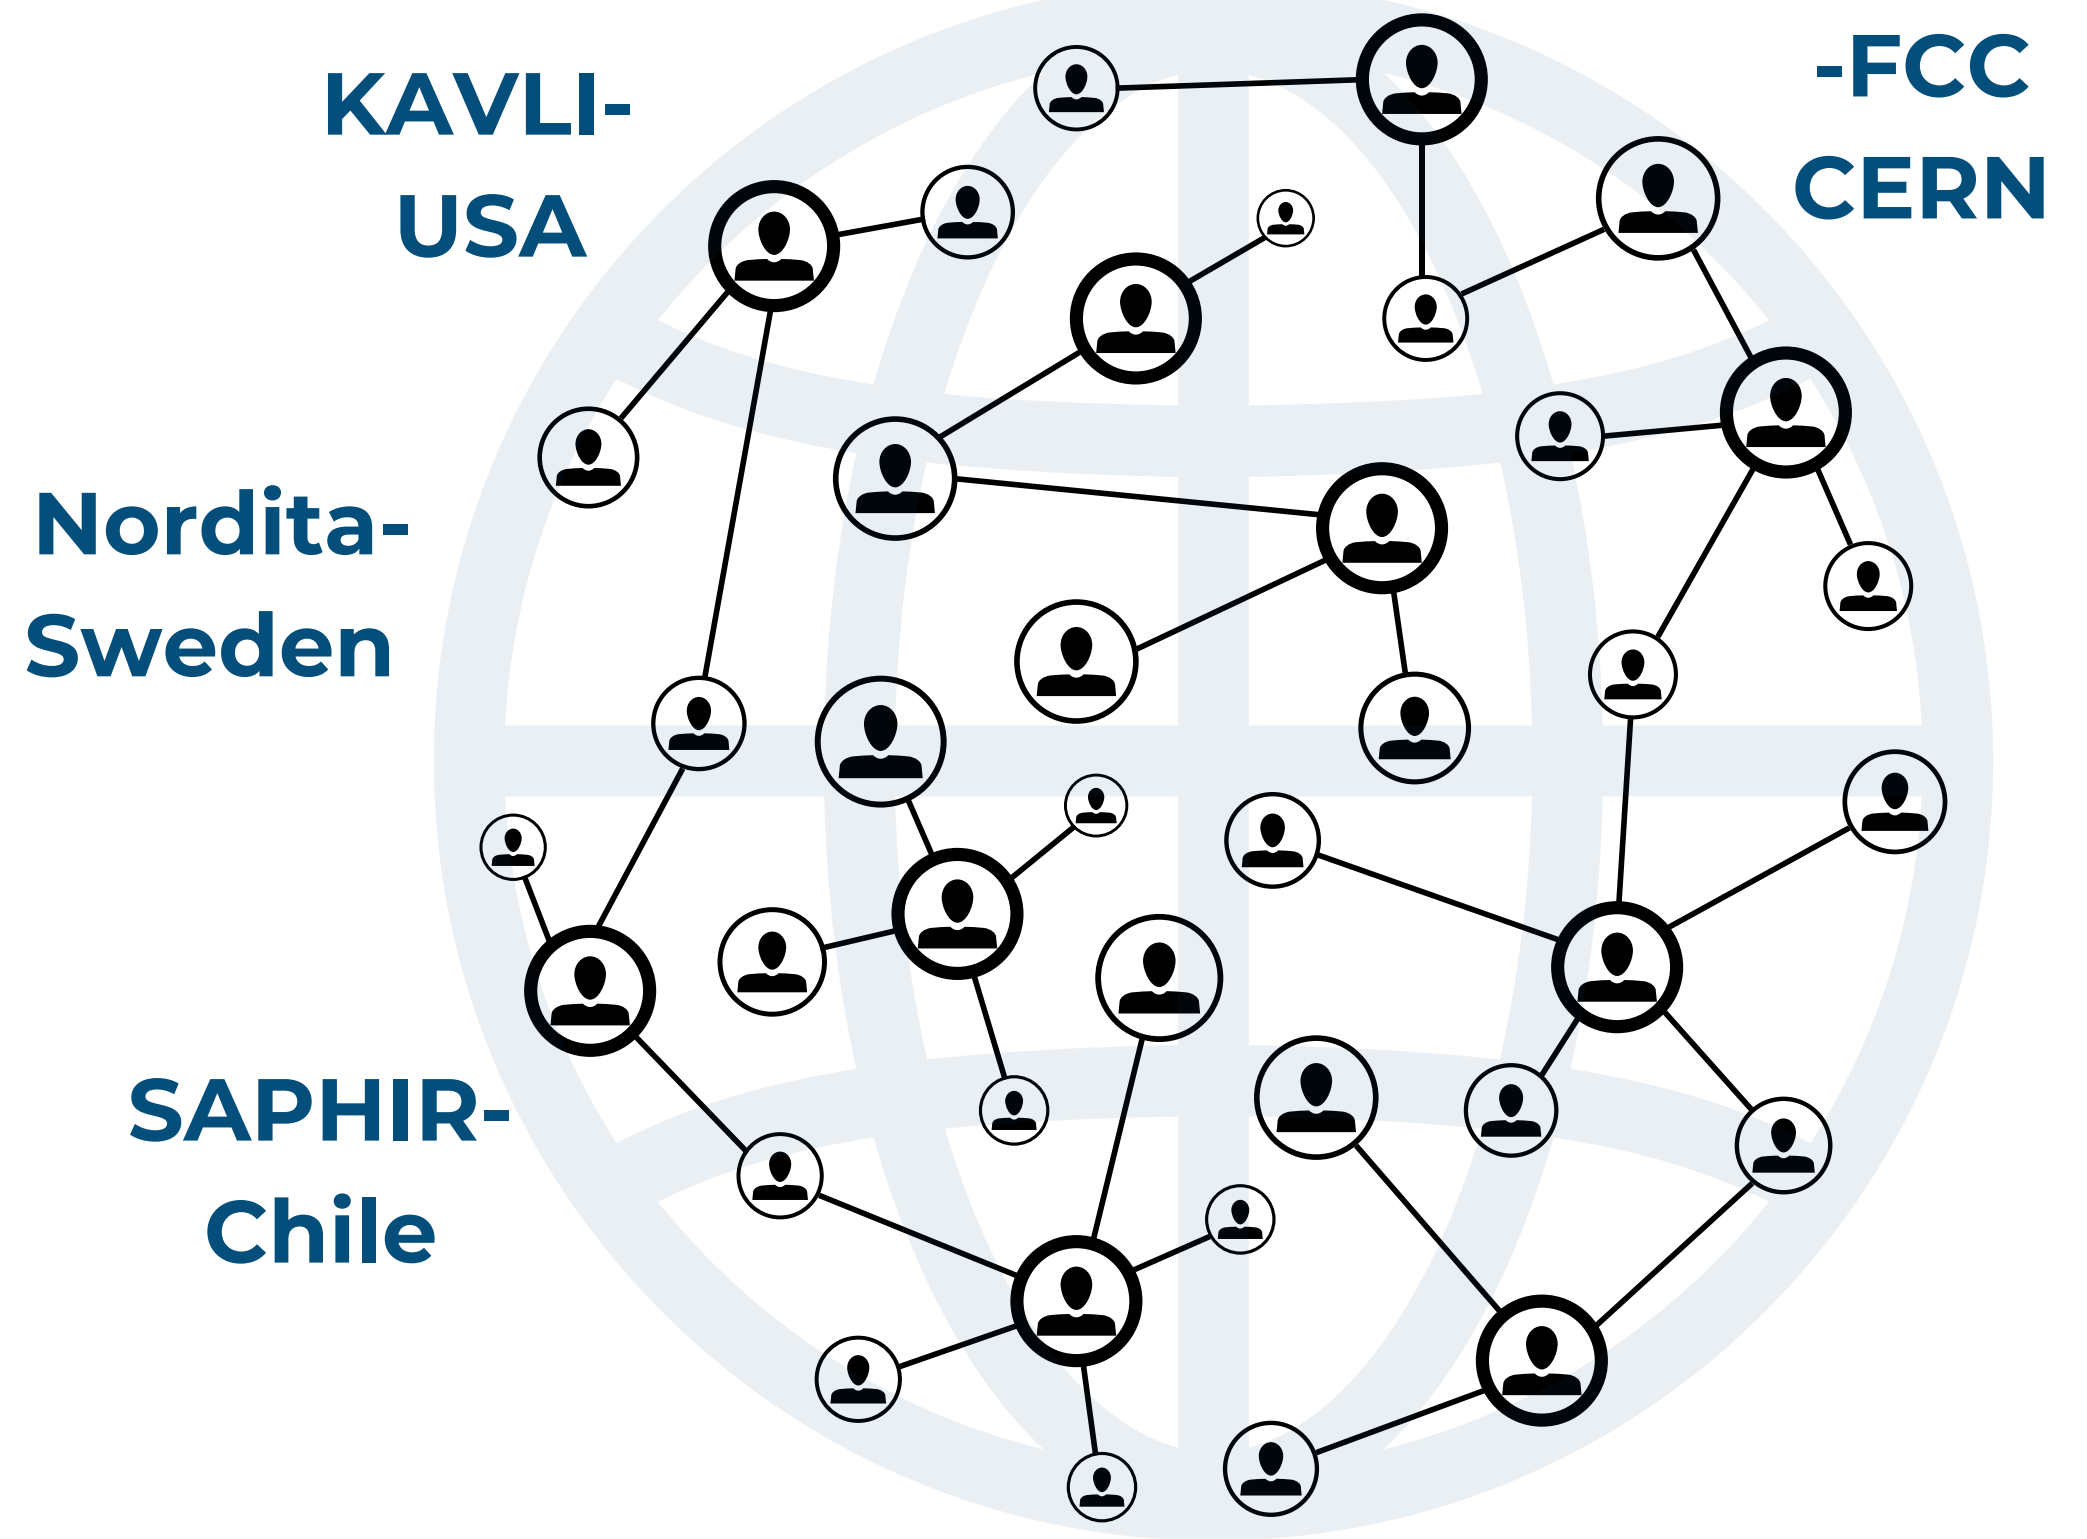 KAVLI-
USA
-FCC
CERN
Nordita-
Sweden
SAPHIR-
Chile